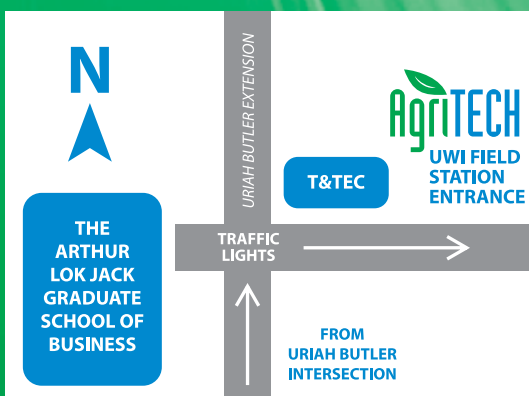 N
URIAH BUTLER EXTENSION
AgriTECH
UWI FIELD
STATION
ENTRANCE
T&TEC
THE
ARTHUR
LOK JACK
GRADUATE
SCHOOL OF
BUSINESS
TRAFFIC
LIGHTS
FROM
URIAH BUTLER
INTERSECTION